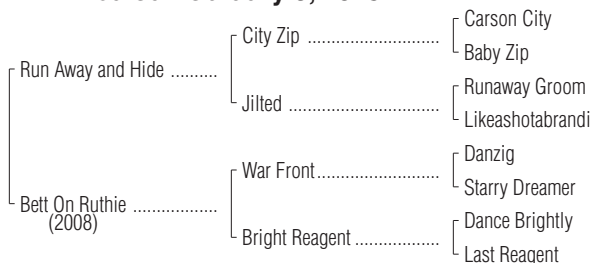 City Zip ................................ Carson City
Baby Zip
Run Away and Hide ..........
Jilted .................................... Runaway Groom
Likeashotabrandi
War Front............................. Danzig
Starry Dreamer
Bett On Ruthie ..................
(2008)
Bright Reagent .................... Dance Brightly
Last Reagent